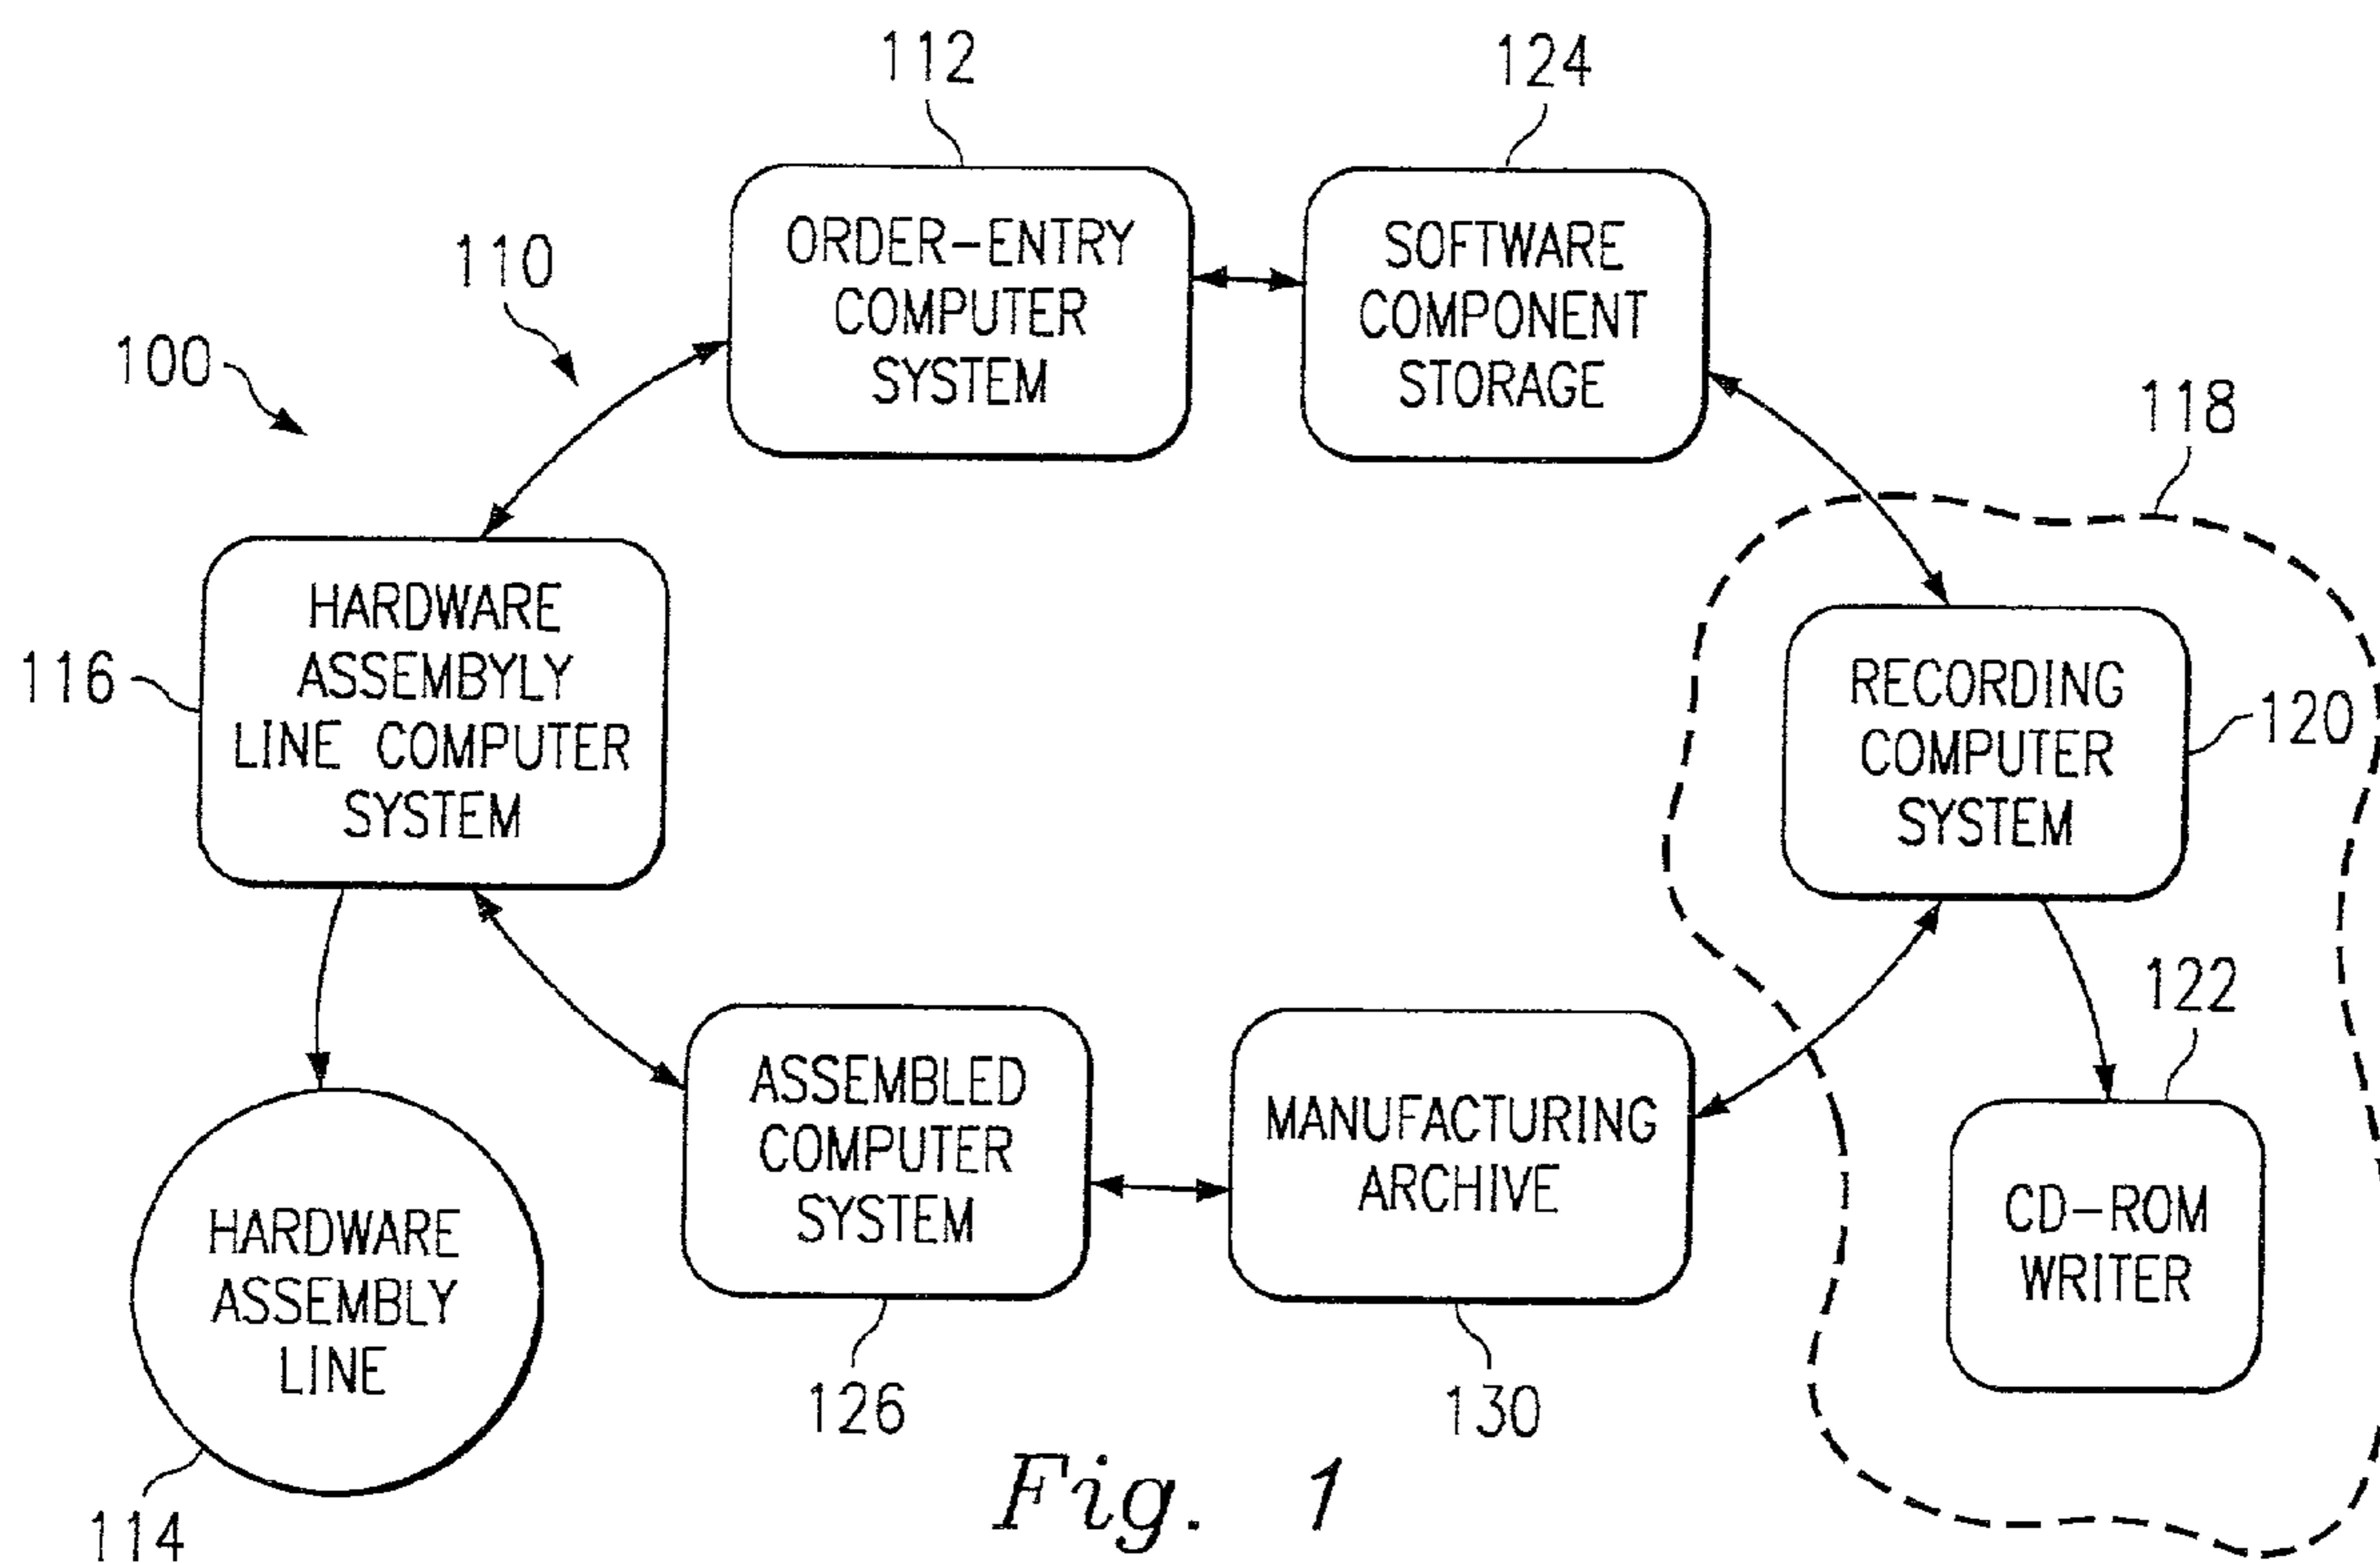 112
124
ORDER-ENTRY
COMPUTER
SYSTEM
SOFTWARE
COMPONENT
STORAGE
110
100
118
HARDWARE
ASSEMBYLY
LINE COMPUTER
SYSTEM
116
RECORDING
COMPUTER
SYSTEM
120
122
ASSEMBLED
COMPUTER
SYSTEM
MANUFACTURING
ARCHIVE
CD-ROM
WRITER
HARDWARE
ASSEMBLY
LINE
126
130
114
Fig. 1